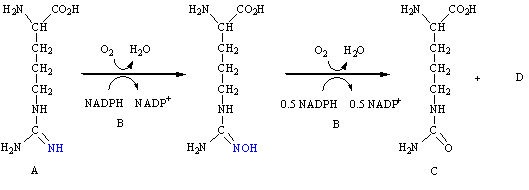 H₂N CO₂H
CH
CH₂
CH₂
CH₂
NH
H₂N NH
A
O₂ H₂O
NADPH NADP⁺
B
H₂N CO₂H
CH
CH₂
CH₂
CH₂
NH
H₂N NOH
O₂ H₂O
0.5 NADPH 0.5 NADP⁺
B
H₂N CO₂H
CH
CH₂
CH₂
CH₂
NH
H₂N O
C
+ D